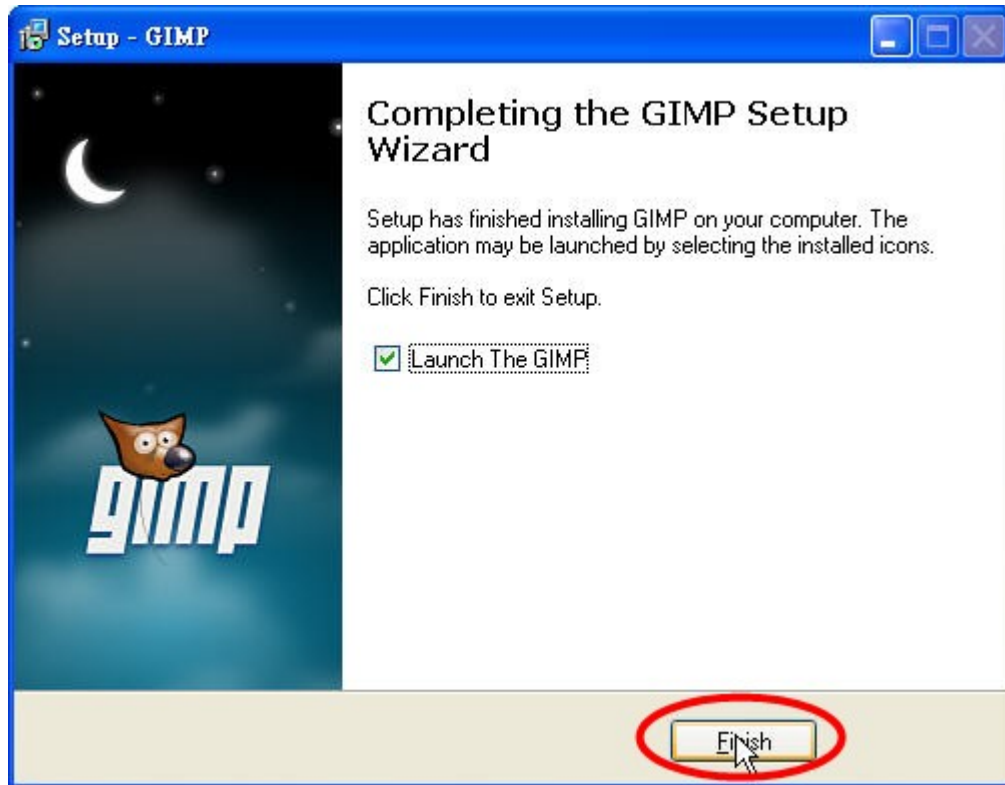 Setup - GIMP
Completing the GIMP Setup
Wizard
Setup has finished installing GIMP on your computer. The
application may be launched by selecting the installed icons.
Click Finish to exit Setup.
Launch The GIMP
gimp
Finish